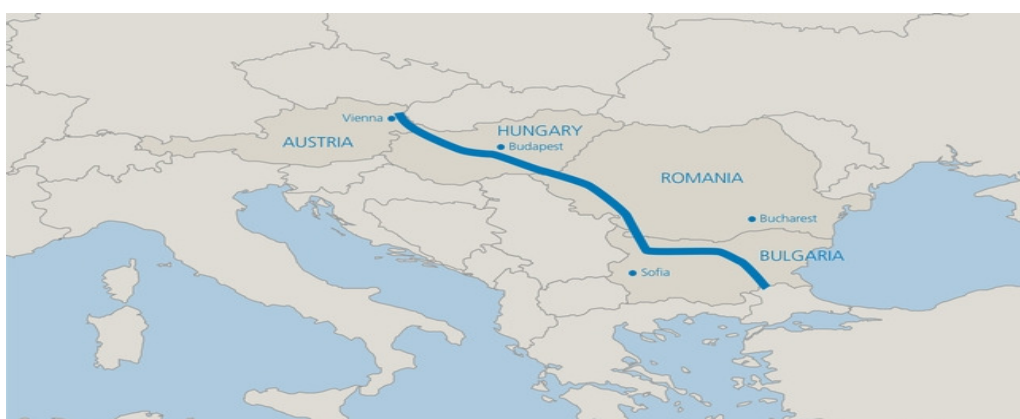 Vienna
AUSTRIA
HUNGARY
Budapest
ROMANIA
Bucharest
BULGARIA
Sofia